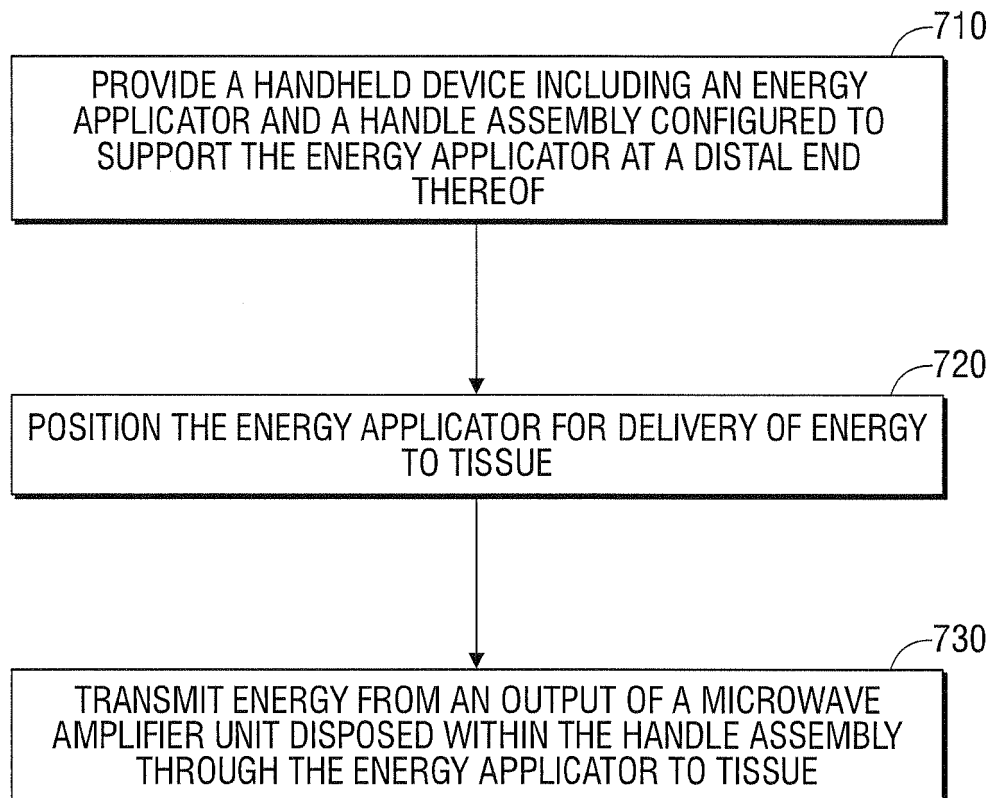 710
PROVIDE A HANDHELD DEVICE INCLUDING AN ENERGY
APPLICATOR AND A HANDLE ASSEMBLY CONFIGURED TO
SUPPORT THE ENERGY APPLICATOR AT A DISTAL END
THEREOF
720
POSITION THE ENERGY APPLICATOR FOR DELIVERY OF ENERGY
TO TISSUE
730
TRANSMIT ENERGY FROM AN OUTPUT OF A MICROWAVE
AMPLIFIER UNIT DISPOSED WITHIN THE HANDLE ASSEMBLY
THROUGH THE ENERGY APPLICATOR TO TISSUE